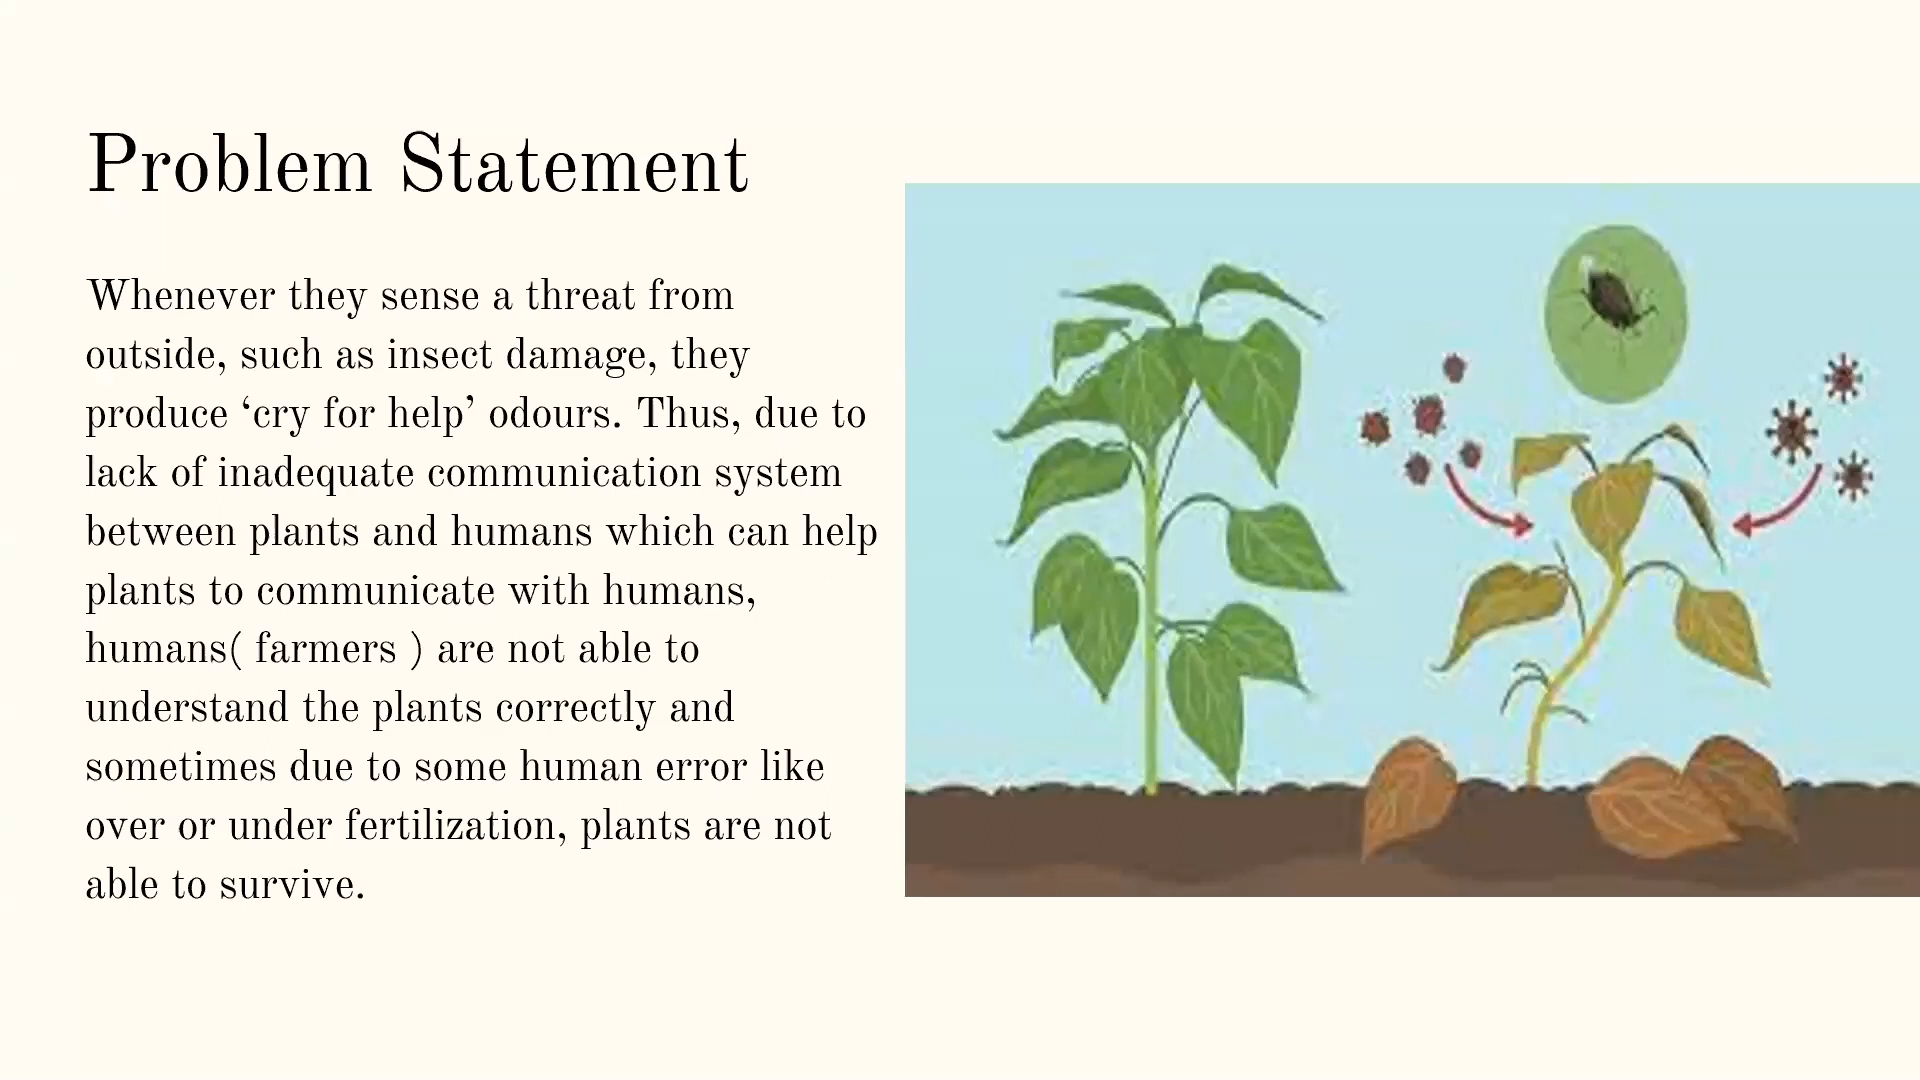 Problem Statement
Whenever they sense a threat from
outside, such as insect damage, they
produce ‘cry for help’ odours. Thus, due to
lack of inadequate communication system
between plants and humans which can help
plants to communicate with humans,
humans( farmers ) are not able to
understand the plants correctly and
sometimes due to some human error like
over or under fertilization, plants are not
able to survive.